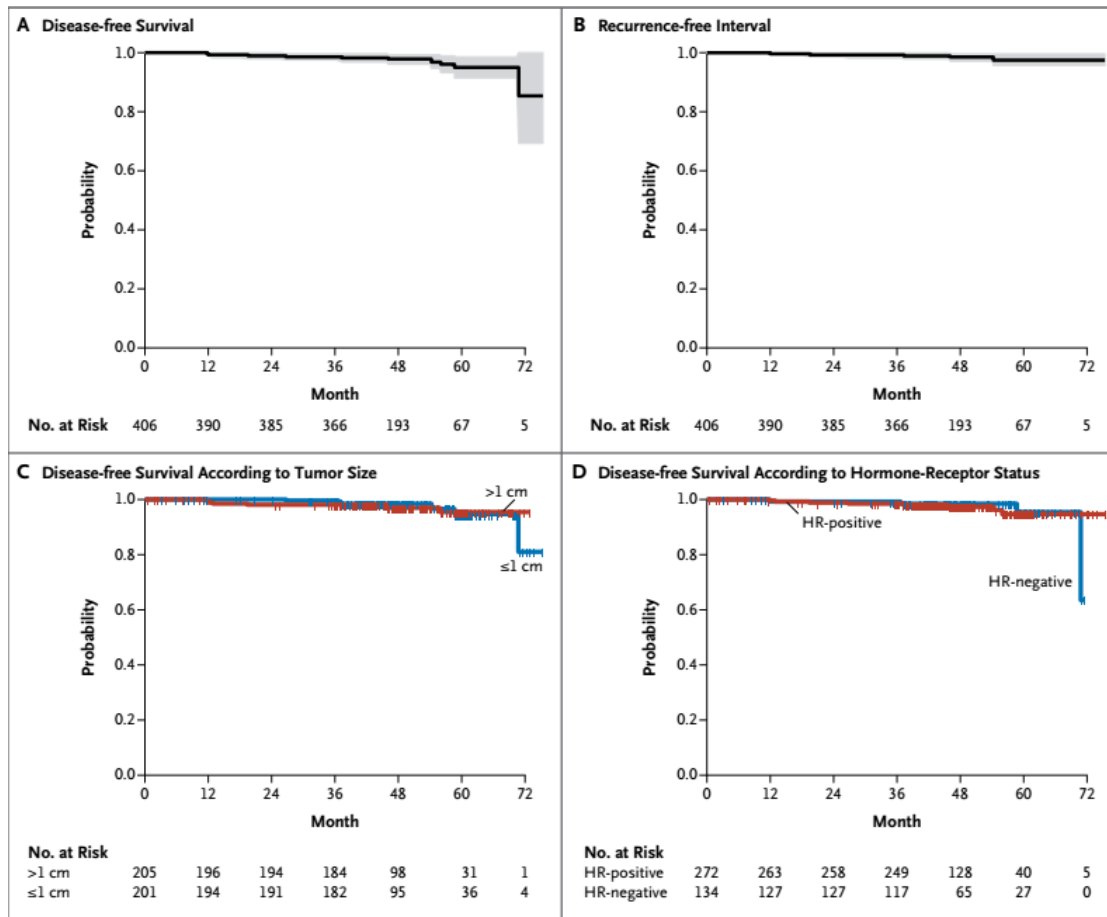 A Disease-free Survival
1.0
0.8
0.6
0.4
0.2
0.0
Probability
0 12 24 36 48 60 72
Month
No. at Risk 406 390 385 366 193 67 5
B Recurrence-free Interval
1.0
0.8
0.6
0.4
0.2
0.0
Probability
0 12 24 36 48 60 72
Month
No. at Risk 406 390 385 366 193 67 5
C Disease-free Survival According to Tumor Size
1.0
0.8
0.6
0.4
0.2
0.0
Probability
>1 cm
≤1 cm
0 12 24 36 48 60 72
Month
No. at Risk
>1 cm 205 196 194 184 98 31 1
≤1 cm 201 194 191 182 95 36 4
D Disease-free Survival According to Hormone-Receptor Status
1.0
0.8
0.6
0.4
0.2
0.0
Probability
HR-positive
HR-negative
0 12 24 36 48 60 72
Month
No. at Risk
HR-positive 272 263 258 249 128 40 5
HR-negative 134 127 127 117 65 27 0